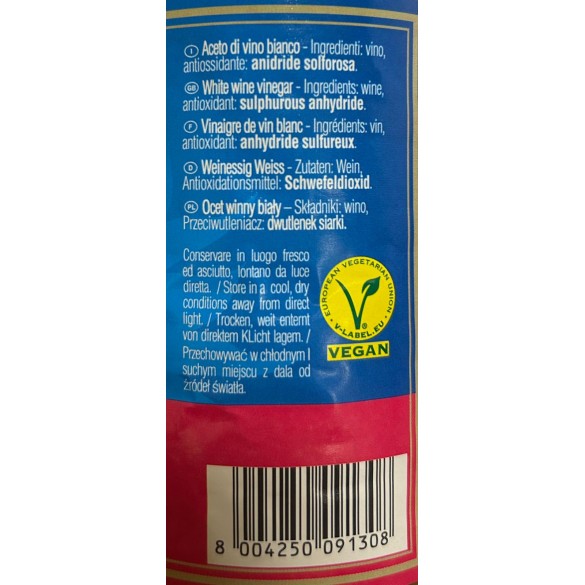 I Aceto di vino bianco - Ingredienti: vino,
antiossidante: anidride solforosa.
GB White wine vinegar - Ingredients: wine,
antioxidant: sulphurous anhydride.
F Vinaigre de vin blanc - Ingrédients: vin,
antioxidant: anhydride sulfureux.
D Weinessig Weiss - Zutaten: Wein,
Antioxidationsmittel: Schwefeldioxid.
PL Ocet winny biały – Składniki: wino,
Przeciwutleniacz: dwutlenek siarki.
Conservare in luogo fresco
ed asciutto, lontano da luce
diretta. / Store in a cool, dry
conditions away from direct
light. / Trocken, weit enternt
von direktem KLicht lagern. /
Przechowywać w chłodnym I
suchym miejscu z dala od
źródeł światła.
EUROPEAN VEGETARIAN UNION
• V-LABEL.EU •
VEGAN
8 004250 091308